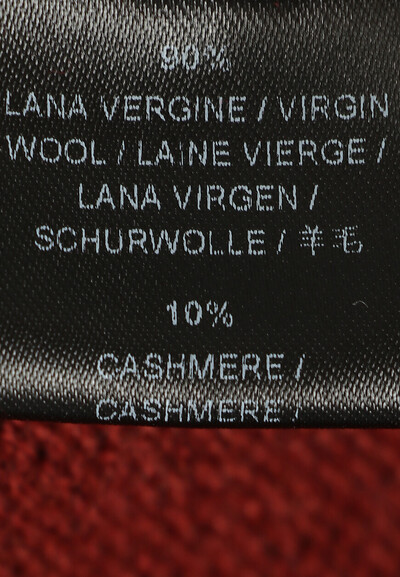 90%
LANA VERGINE / VIRGIN
WOOL / LAINE VIERGE /
LANA VIRGEN /
SCHURWOLLE / 羊毛
10%
CASHMERE /
CASHMERE /